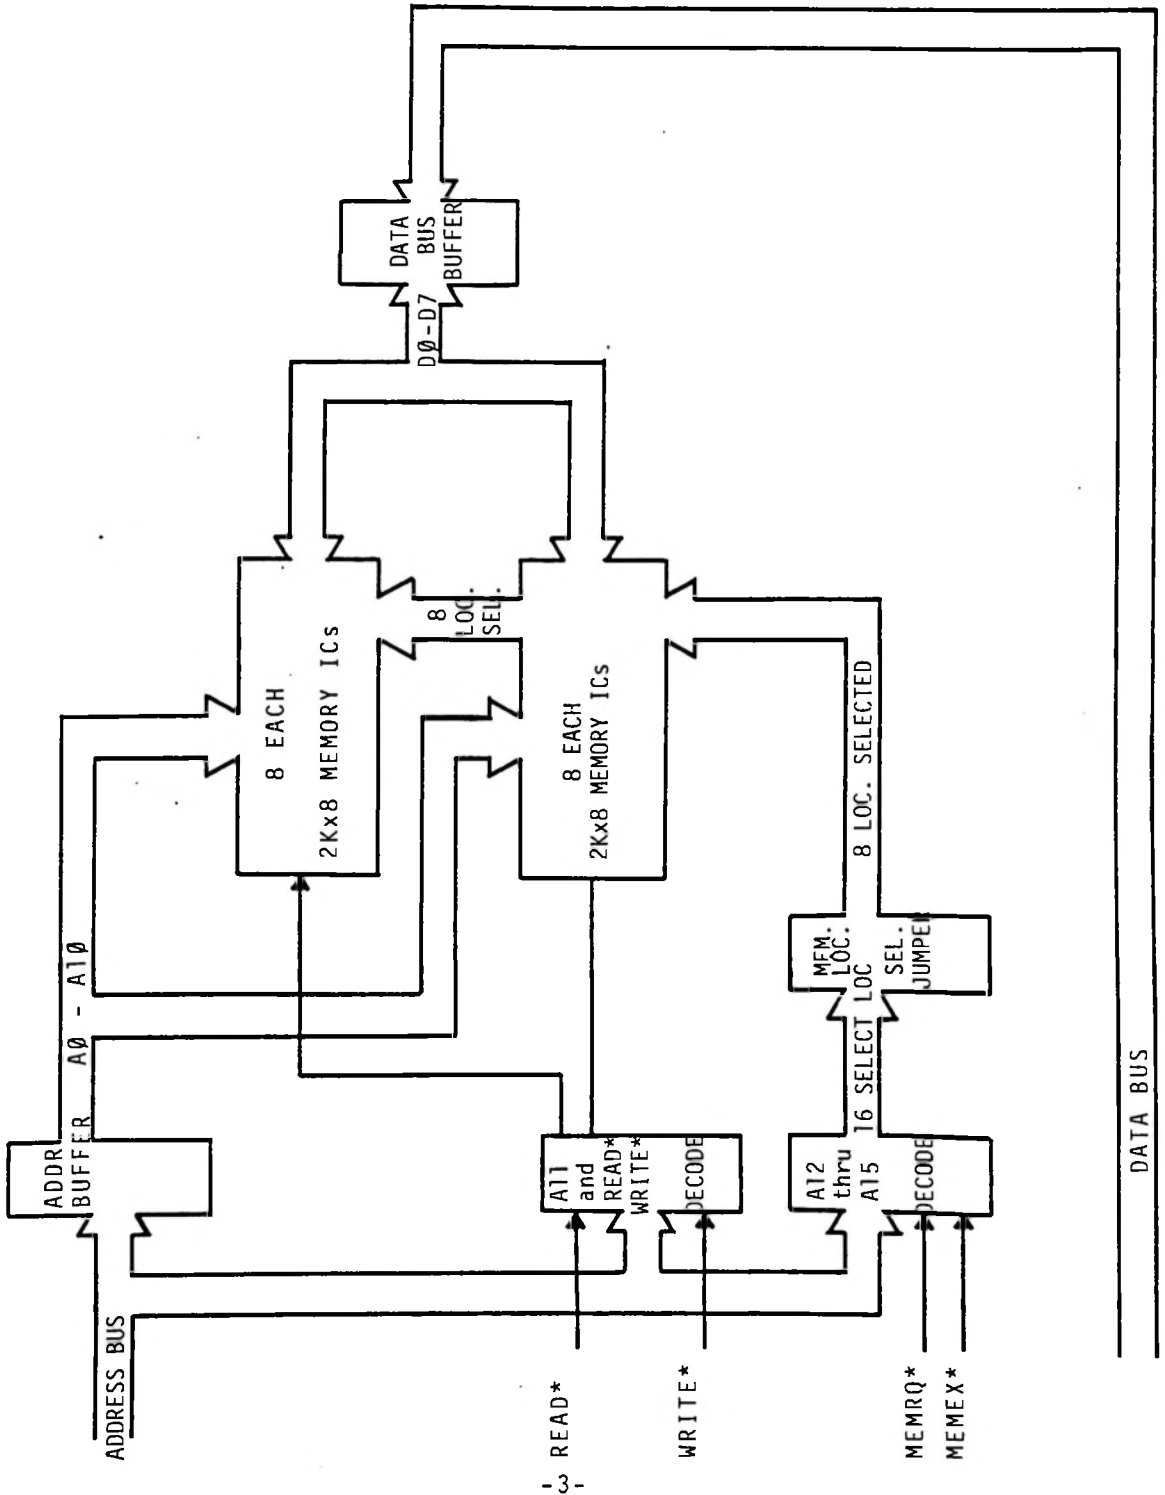 ADDRESS BUS
ADDR
BUFFER
AØ - A1Ø
8 EACH
2Kx8 MEMORY ICs
8
LOC.
SEL.
8 EACH
2Kx8 MEMORY ICs
DØ-D7
DATA
BUS
BUFFER
READ*
WRITE*
A11
and
READ*
WRITE*
DECODE
MEMRQ*
MEMEX*
A12
thru
A15
DECODE
16 SELECT LOC
MEM.
LOC.
SEL.
JUMPER
8 LOC. SELECTED
DATA BUS
-3-